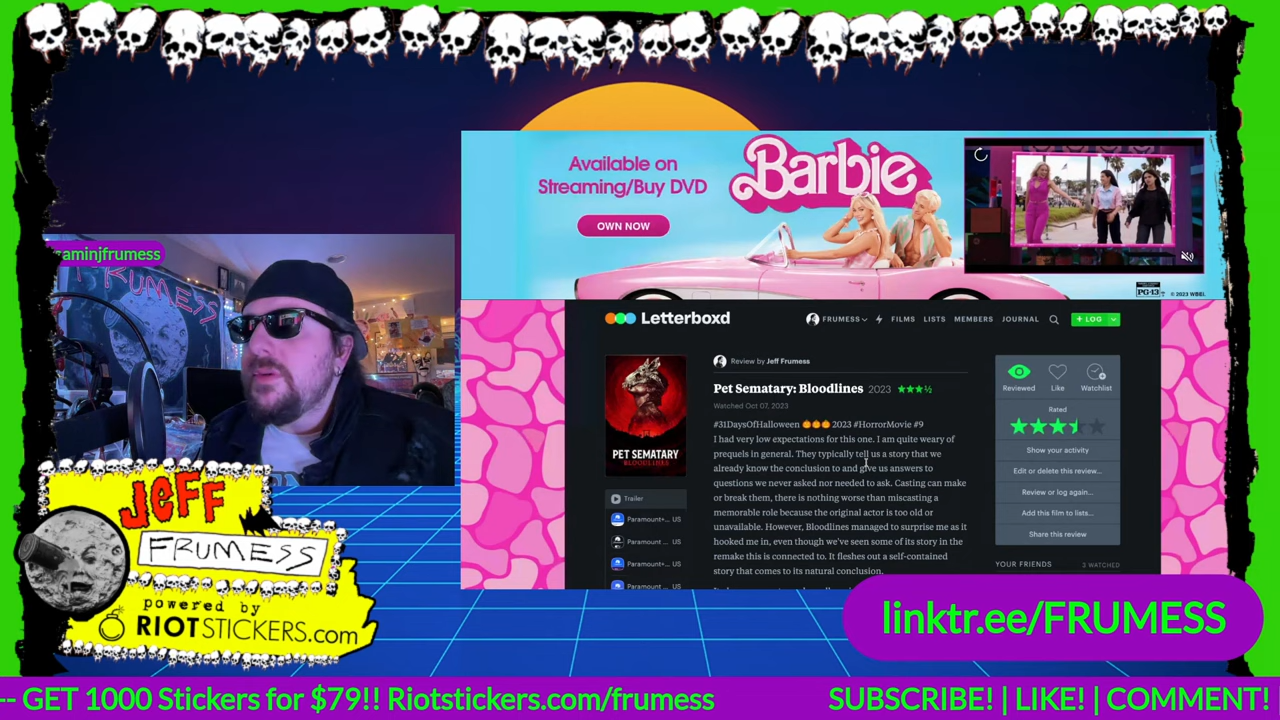 Available on
Streaming/Buy DVD
OWN NOW
Barbie
PG-13
© 2023 WBEI.
saminjfrumess
FRUMESS
Letterboxd
FRUMESS
FILMS
LISTS
MEMBERS
JOURNAL
+ LOG
PET SEMATARY
BLOODLINES
Trailer
Paramount+... US
Paramount ... US
Paramount+... US
Paramount ... US
Review by Jeff Frumess
Pet Sematary: Bloodlines 2023 ★★★½
Watched Oct 07, 2023
#31DaysOfHalloween 🎃🎃🎃 2023 #HorrorMovie #9
I had very low expectations for this one. I am quite weary of
prequels in general. They typically tell us a story that we
already know the conclusion to and give us answers to
questions we never asked nor needed to ask. Casting can make
or break them, there is nothing worse than miscasting a
memorable role because the original actor is too old or
unavailable. However, Bloodlines managed to surprise me as it
hooked me in, even though we've seen some of its story in the
remake this is connected to. It fleshes out a self-contained
story that comes to its natural conclusion.
Reviewed
Like
Watchlist
Rated
Show your activity
Edit or delete this review...
Review or log again...
Add this film to lists...
Share this review
YOUR FRIENDS
3 WATCHED
JEFF
FRUMESS
powered by
RIOTSTICKERS.com
linktr.ee/FRUMESS
-- GET 1000 Stickers for $79!! Riotstickers.com/frumess
SUBSCRIBE! | LIKE! | COMMENT!